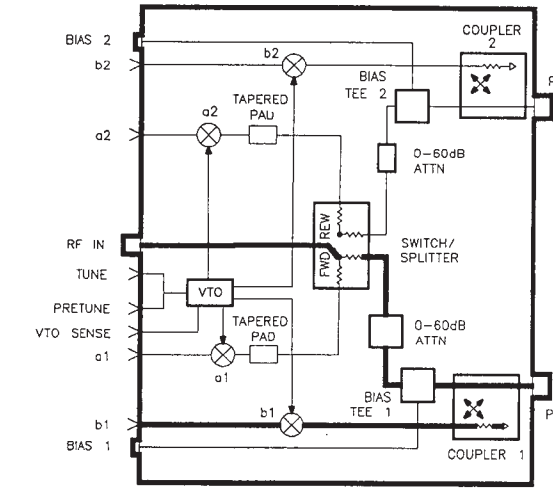 COUPLER
2
BIAS 2
b2
b2
BIAS
TEE 2
P
TAPERED
PAD
a2
a2
0-60dB
ATTN
REW
RF IN
SWITCH/
SPLITTER
FWD
TUNE
VTO
PRETUNE
TAPERED
PAD
VTO SENSE
0-60dB
ATTN
a1
a1
BIAS
TEE 1
b1
b1
P
BIAS 1
COUPLER 1